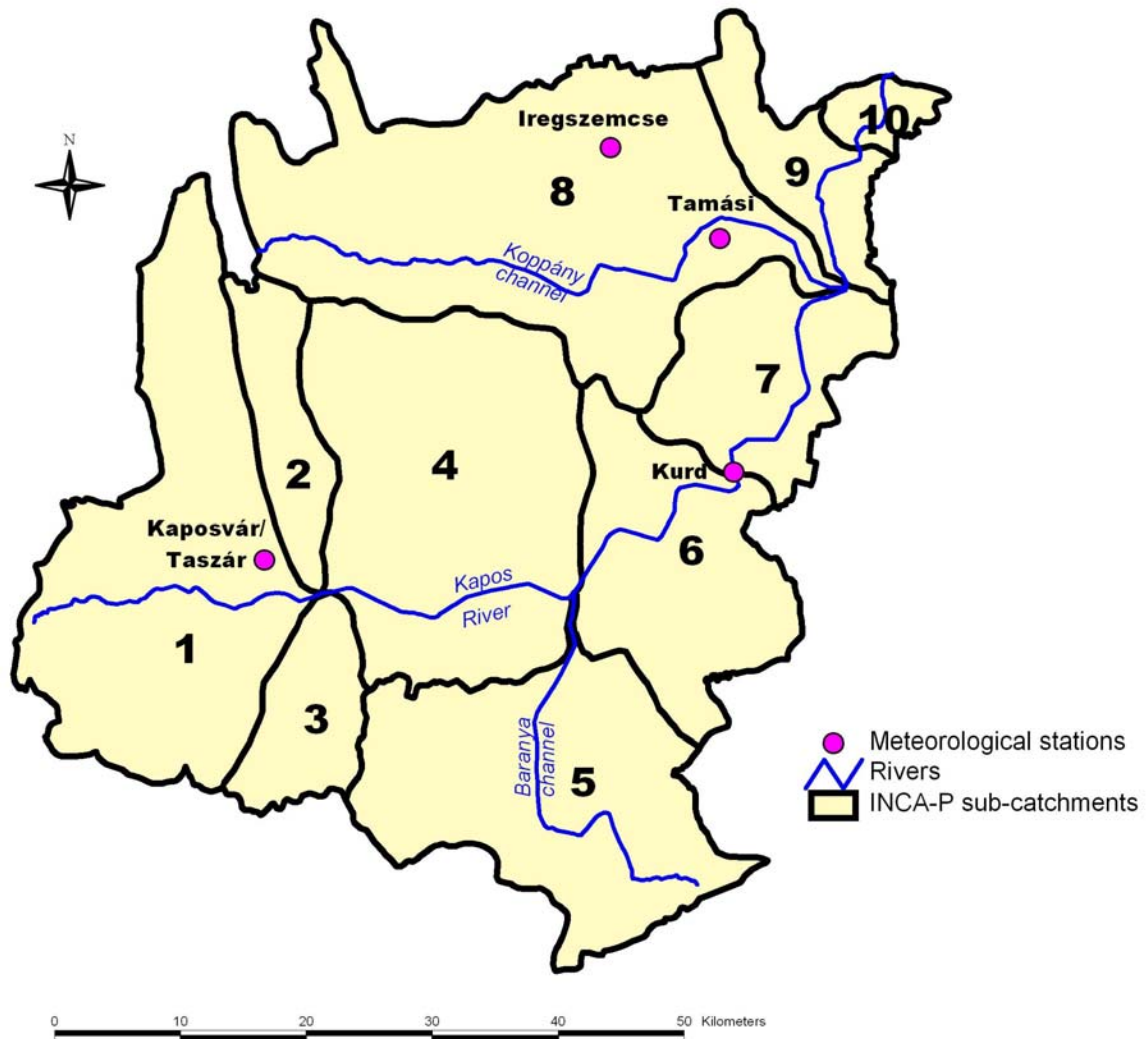 N
Iregszemcse
10
9
8
Tamási
Koppány
channel
7
2
4
Kurd
Kaposvár/
Taszár
6
Kapos
River
1
3
Baranya
channel
5
Meteorological stations
Rivers
INCA-P sub-catchments
0 10 20 30 40 50 Kilometers